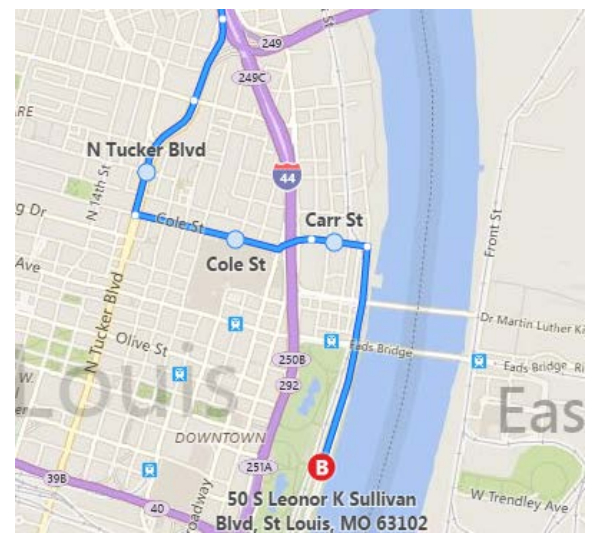 249
249C
ARE
N Tucker Blvd
N 14th St
44
g Dr
Cole St
Carr St
Front St
Cole St
Ave
N Tucker Blvd
Dr Martin Luther Ki
Olive St
Eads Bridge
250B
Eads Bridge Ri
W.
292
Louis
Eas
DOWNTOWN
B
251A
39B
40
roadway
50 S Leonor K Sullivan
Blvd, St Louis, MO 63102
W Trendley Ave